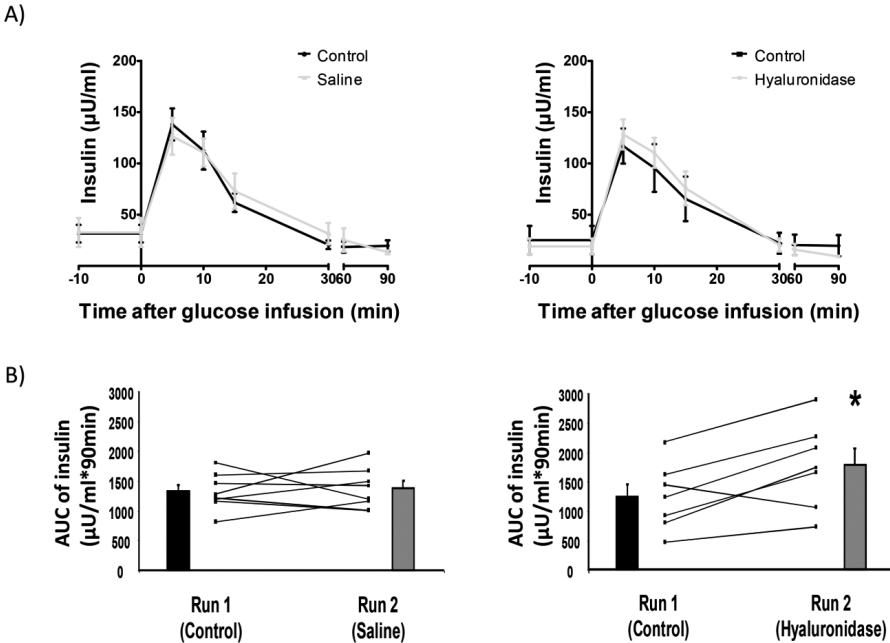 A)
200
150
100
50
Insulin (µU/ml)
Control
Saline
-10 0 10 20 30 60 90
Time after glucose infusion (min)
200
150
100
50
Insulin (µU/ml)
Control
Hyaluronidase
-10 0 10 20 30 60 90
Time after glucose infusion (min)
B)
3000
2500
2000
1500
1000
500
0
AUC of insulin
(µU/ml*90min)
Run 1
(Control)
Run 2
(Saline)
3000
2500
2000
1500
1000
500
0
AUC of insulin
(µU/ml*90min)
*
Run 1
(Control)
Run 2
(Hyaluronidase)